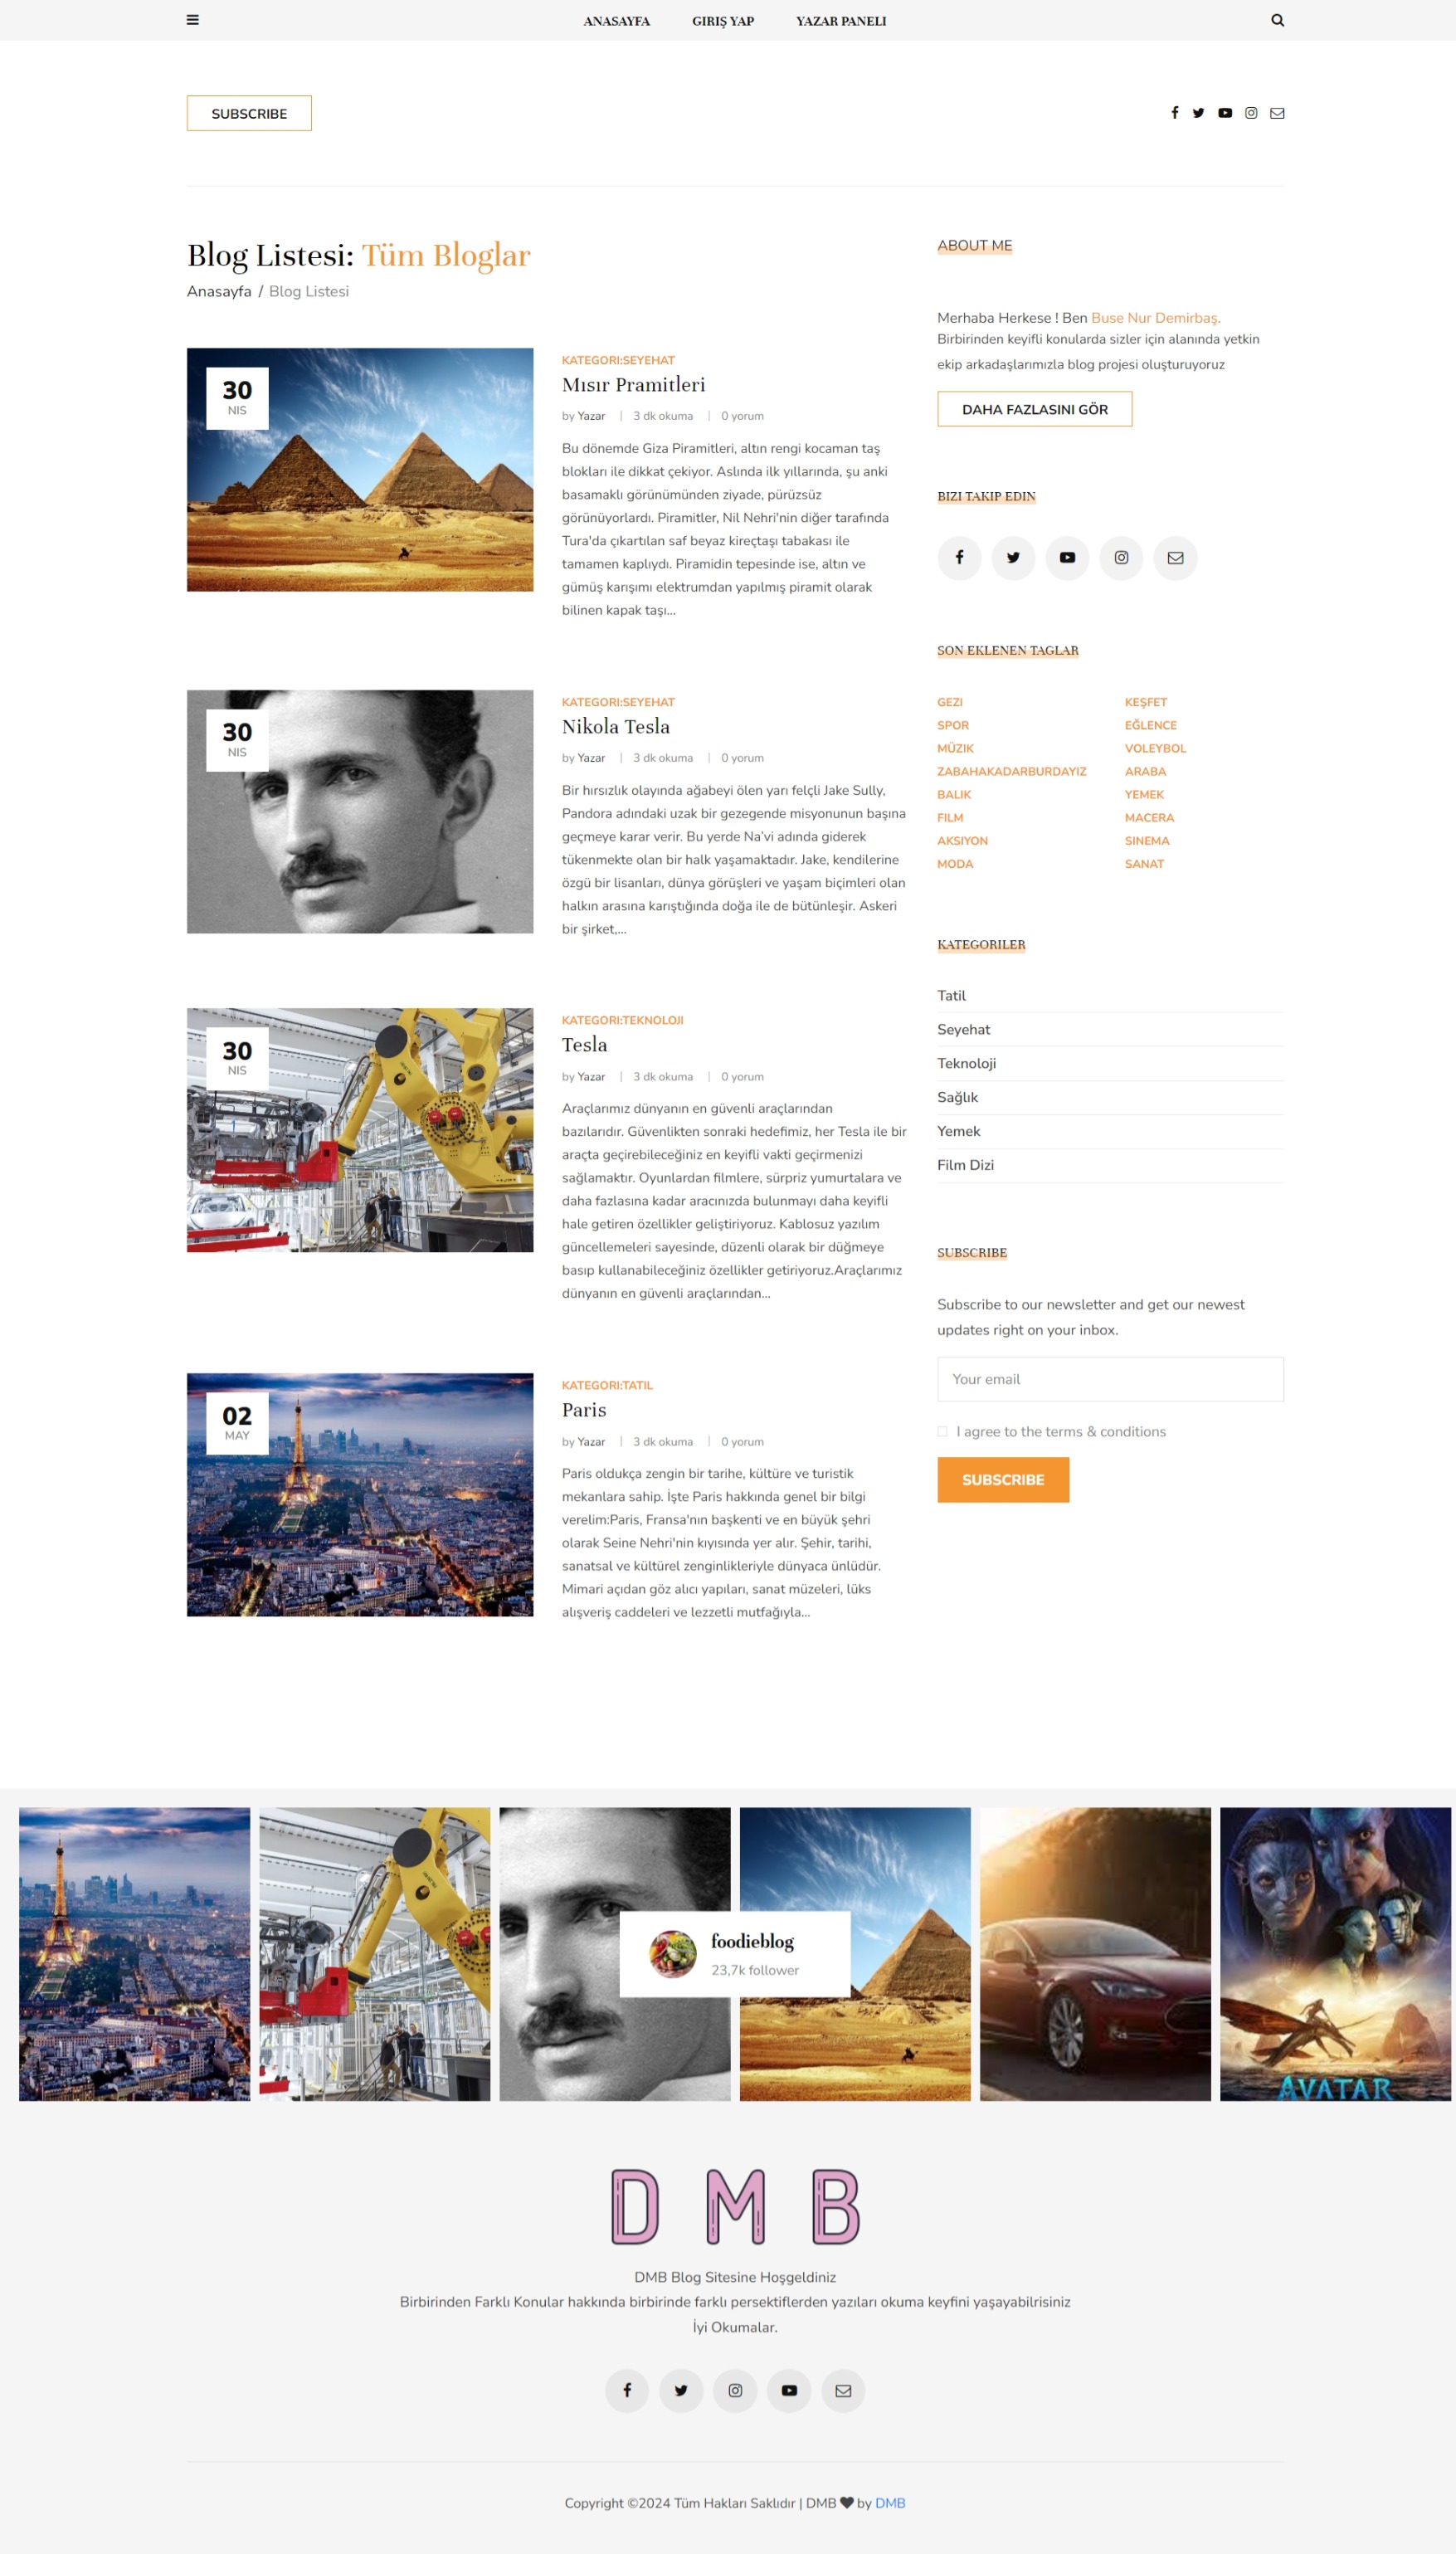 ANASAYFA GIRIŞ YAP YAZAR PANELI
SUBSCRIBE
Blog Listesi: Tüm Bloglar
Anasayfa / Blog Listesi
30
NIS
KATEGORI:SEYEHAT
Mısır Pramitleri
by Yazar | 3 dk okuma | 0 yorum
Bu dönemde Giza Piramitleri, altın rengi kocaman taş
blokları ile dikkat çekiyor. Aslında ilk yıllarında, şu anki
basamaklı görünümünden ziyade, pürüzsüz
görünüyorlardı. Piramitler, Nil Nehri'nin diğer tarafında
Tura'da çıkartılan saf beyaz kireçtaşı tabakası ile
tamamen kaplıydı. Piramidin tepesinde ise, altın ve
gümüş karışımı elektrumdan yapılmış piramit olarak
bilinen kapak taşı...
30
NIS
KATEGORI:SEYEHAT
Nikola Tesla
by Yazar | 3 dk okuma | 0 yorum
Bir hırsızlık olayında ağabeyi ölen yarı felçli Jake Sully,
Pandora adındaki uzak bir gezegende misyonunun başına
geçmeye karar verir. Bu yerde Na'vi adında giderek
tükenmekte olan bir halk yaşamaktadır. Jake, kendilerine
özgü bir lisanları, dünya görüşleri ve yaşam biçimleri olan
halkın arasına karıştığında doğa ile de bütünleşir. Askeri
bir şirket,...
30
NIS
KATEGORI:TEKNOLOJI
Tesla
by Yazar | 3 dk okuma | 0 yorum
Araçlarımız dünyanın en güvenli araçlarından
bazılarıdır. Güvenlikten sonraki hedefimiz, her Tesla ile bir
araçta geçirebileceğiniz en keyifli vakti geçirmenizi
sağlamaktır. Oyunlardan filmlere, sürpriz yumurtalara ve
daha fazlasına kadar aracınızda bulunmayı daha keyifli
hale getiren özellikler geliştiriyoruz. Kablosuz yazılım
güncellemeleri sayesinde, düzenli olarak bir düğmeye
basıp kullanabileceğiniz özellikler getiriyoruz.Araçlarımız
dünyanın en güvenli araçlarından...
02
MAY
KATEGORI:TATIL
Paris
by Yazar | 3 dk okuma | 0 yorum
Paris oldukça zengin bir tarihe, kültüre ve turistik
mekanlara sahip. İşte Paris hakkında genel bir bilgi
verelim:Paris, Fransa'nın başkenti ve en büyük şehri
olarak Seine Nehri'nin kıyısında yer alır. Şehir, tarihi,
sanatsal ve kültürel zenginlikleriyle dünyaca ünlüdür.
Mimari açıdan göz alıcı yapıları, sanat müzeleri, lüks
alışveriş caddeleri ve lezzetli mutfağıyla...
ABOUT ME
Merhaba Herkese ! Ben Buse Nur Demirbaş.
Birbirinden keyifli konularda sizler için alanında yetkin
ekip arkadaşlarımızla blog projesi oluşturuyoruz
DAHA FAZLASINI GÖR
BIZI TAKIP EDIN
SON EKLENEN TAGLAR
GEZI KEŞFET
SPOR EĞLENCE
MÜZIK VOLEYBOL
ZABAHAKADARBURDAYIZ ARABA
BALIK YEMEK
FILM MACERA
AKSIYON SINEMA
MODA SANAT
KATEGORILER
Tatil
Seyehat
Teknoloji
Sağlık
Yemek
Film Dizi
SUBSCRIBE
Subscribe to our newsletter and get our newest
updates right on your inbox.
Your email
I agree to the terms & conditions
SUBSCRIBE
foodieblog
23,7k follower
AVATAR
DMB
DMB Blog Sitesine Hoşgeldiniz
Birbirinden Farklı Konular hakkında birbirinde farklı persektiflerden yazıları okuma keyfini yaşayabilrisiniz
İyi Okumalar.
Copyright ©2024 Tüm Hakları Saklıdır | DMB ♥ by DMB